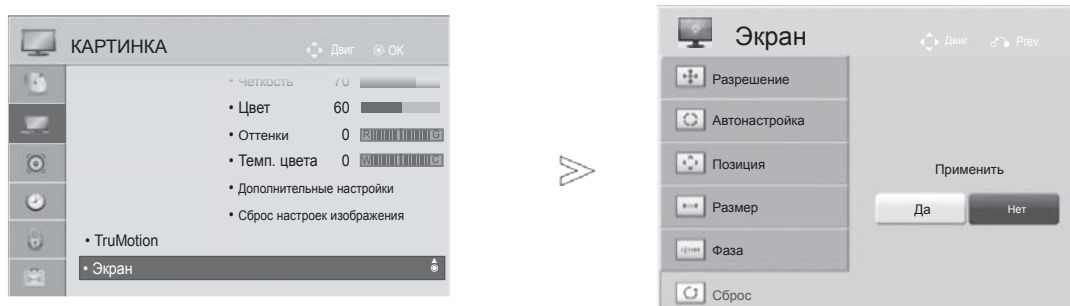 КАРТИНКА
Двиг ОК
• Четкость 70
• Цвет 60
• Оттенки 0 R G
• Темп. цвета 0 W C
• Дополнительные настройки
• Сброс настроек изображения
• TruMotion
• Экран
Экран
Двиг Prev.
Разрешение
Автонастройка
Позиция
Размер
Фаза
Сброс
Применить
Да Нет